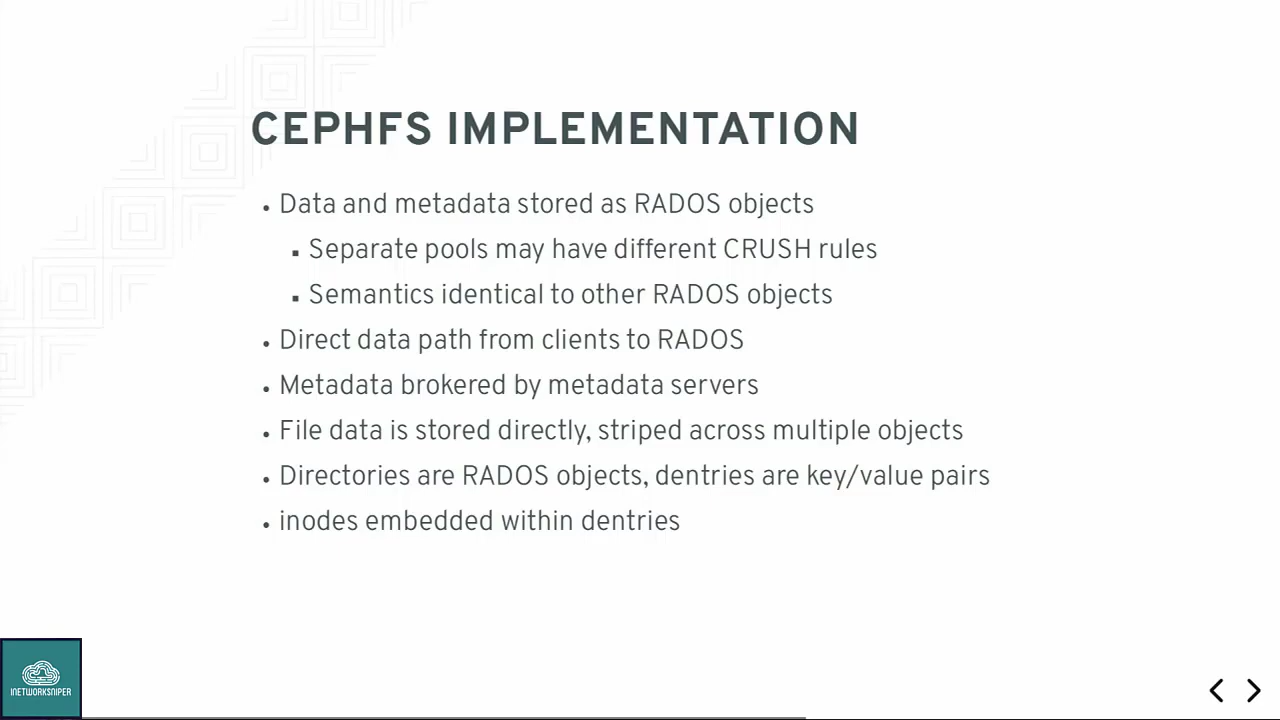 CEPHFS IMPLEMENTATION
Data and metadata stored as RADOS objects
Separate pools may have different CRUSH rules
Semantics identical to other RADOS objects
Direct data path from clients to RADOS
Metadata brokered by metadata servers
File data is stored directly, striped across multiple objects
Directories are RADOS objects, dentries are key/value pairs
inodes embedded within dentries
INETWORKSNIPER